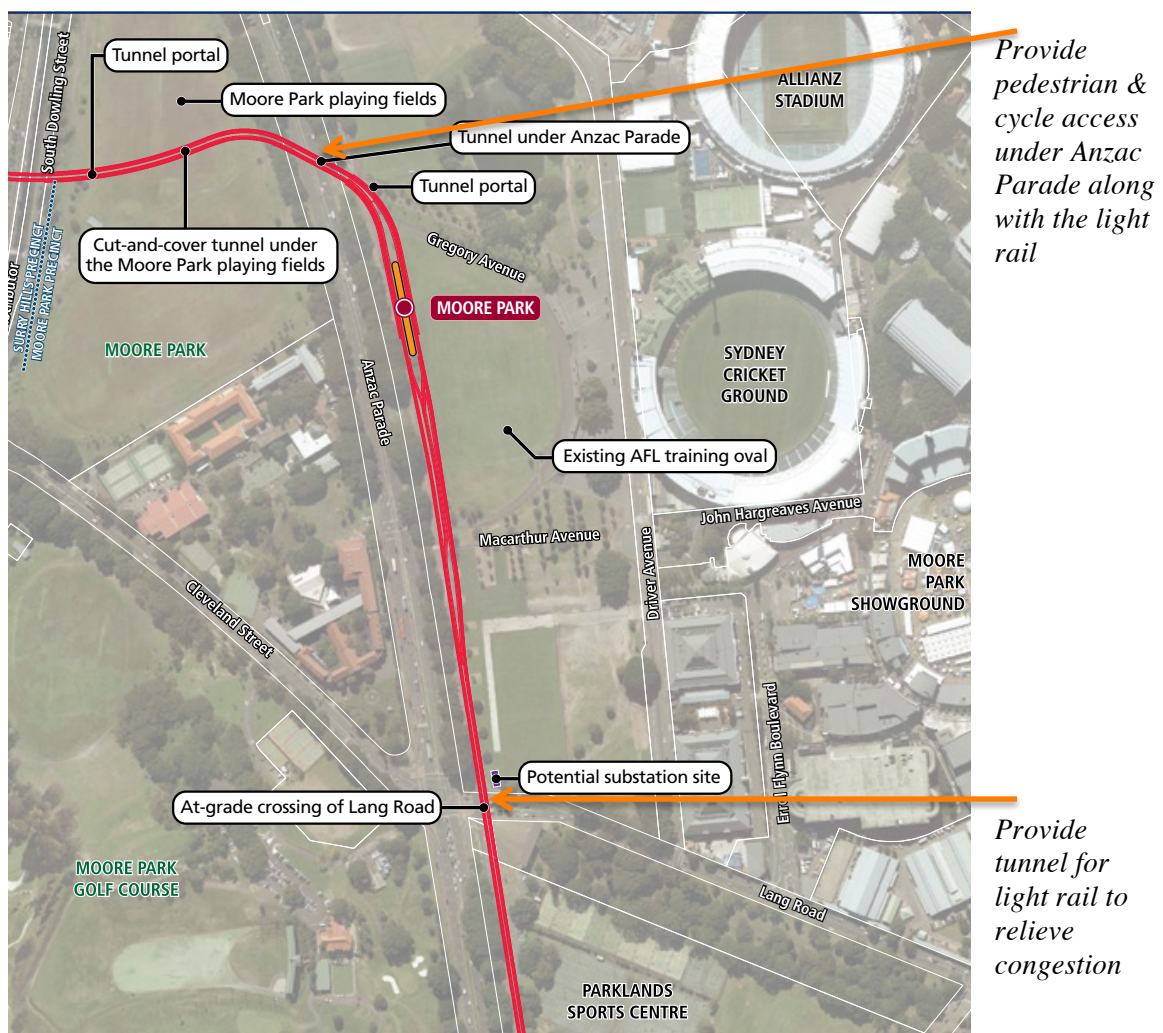 Tunnel portal
Moore Park playing fields
South Dowling Street
ALLIANZ
STADIUM
Tunnel under Anzac Parade
Tunnel portal
Provide
pedestrian &
cycle access
under Anzac
Parade along
with the light
rail
Cut-and-cover tunnel under
the Moore Park playing fields
Gregory Avenue
SURRY HILLS PRECINCT
MOORE PARK PRECINCT
MOORE PARK
MOORE PARK
SYDNEY
CRICKET
GROUND
Anzac Parade
Existing AFL training oval
John Hargreaves Avenue
Macarthur Avenue
Driver Avenue
MOORE
PARK
SHOWGROUND
Cleveland Street
Errol Flynn Boulevard
Potential substation site
At-grade crossing of Lang Road
Provide
tunnel for
light rail to
relieve
congestion
MOORE PARK
GOLF COURSE
Lang Road
PARKLANDS
SPORTS CENTRE